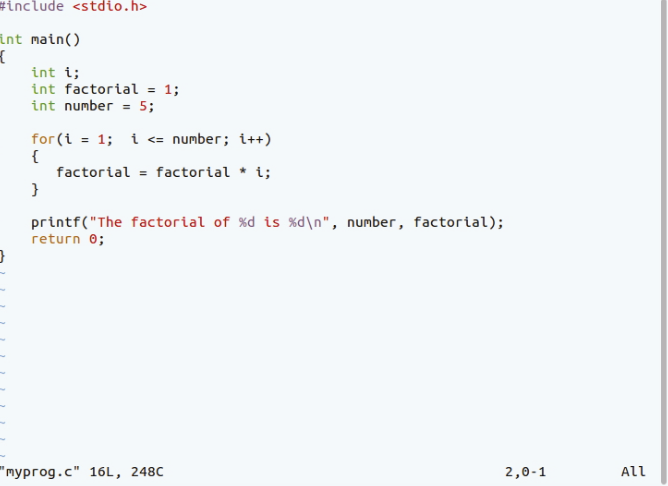 #include <stdio.h>
int main()
{
int i;
int factorial = 1;
int number = 5;
for(i = 1;  i <= number; i++)
{
factorial = factorial * i;
}
printf("The factorial of %d is %d\n", number, factorial);
return 0;
}
~
~
~
~
~
~
~
~
~
~
~
~
"myprog.c" 16L, 248C 2,0-1 All